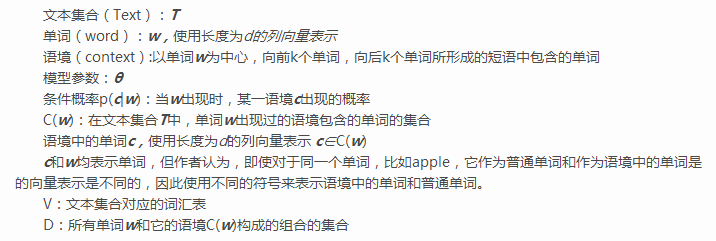 文本集合（Text）：T
单词（word）：w，使用长度为d的列向量表示
语境（context）:以单词w为中心，向前k个单词，向后k个单词所形成的短语中包含的单词
模型参数：θ
条件概率p(c|w)：当w出现时，某一语境c出现的概率
C(w)：在文本集合T中，单词w出现过的语境包含的单词的集合
语境中的单词c，使用长度为d的列向量表示 c∈C(w)
c和w均表示单词，但作者认为，即使对于同一个单词，比如apple，它作为普通单词和作为语境中的单词是
的向量表示是不同的，因此使用不同的符号来表示语境中的单词和普通单词。
V：文本集合对应的词汇表
D：所有单词w和它的语境C(w)构成的组合的集合